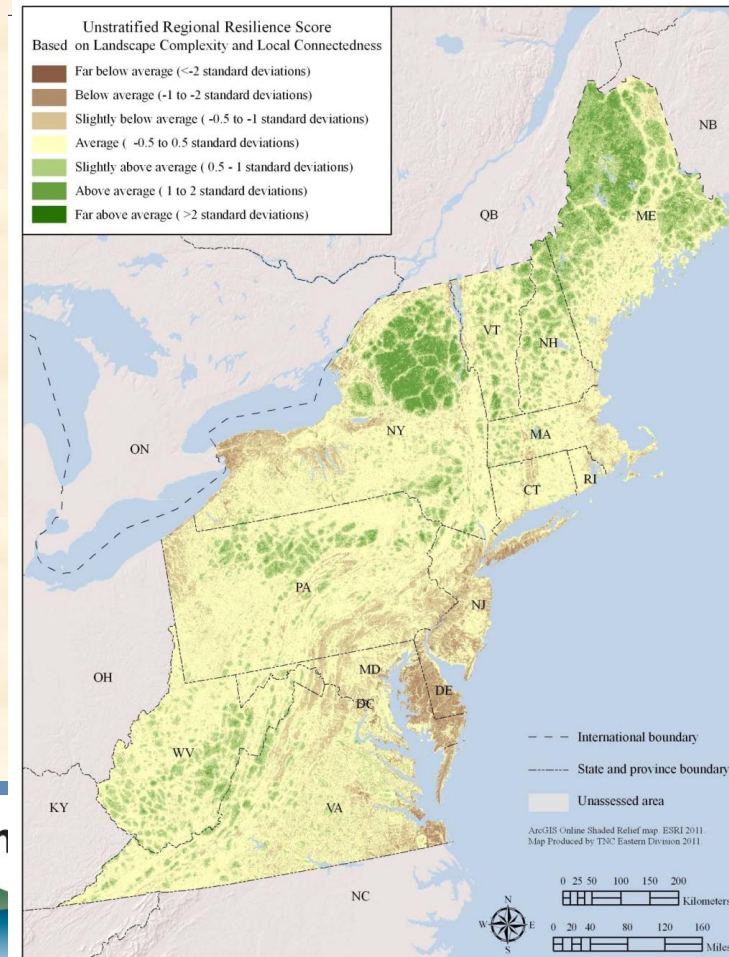 Unstratified Regional Resilience Score
Based on Landscape Complexity and Local Connectedness
Far below average (<-2 standard deviations)
Below average (-1 to -2 standard deviations)
Slightly below average ( -0.5 to -1 standard deviations)
Average ( -0.5 to 0.5 standard deviations)
Slightly above average ( 0.5 - 1 standard deviations)
Above average ( 1 to 2 standard deviations)
Far above average ( >2 standard deviations)
NB
QB
ME
VT
NH
ON
NY
MA
CT
RI
PA
NJ
OH
MD
DE
DC
WV
KY
VA
NC
International boundary
State and province boundary
Unassessed area
ArcGIS Online Shaded Relief map. ESRI 2011.
Map Produced by TNC Eastern Division 2011
0 25 50 100 150 200
Kilometers
N
W E
S
0 20 40 80 120 160
Miles